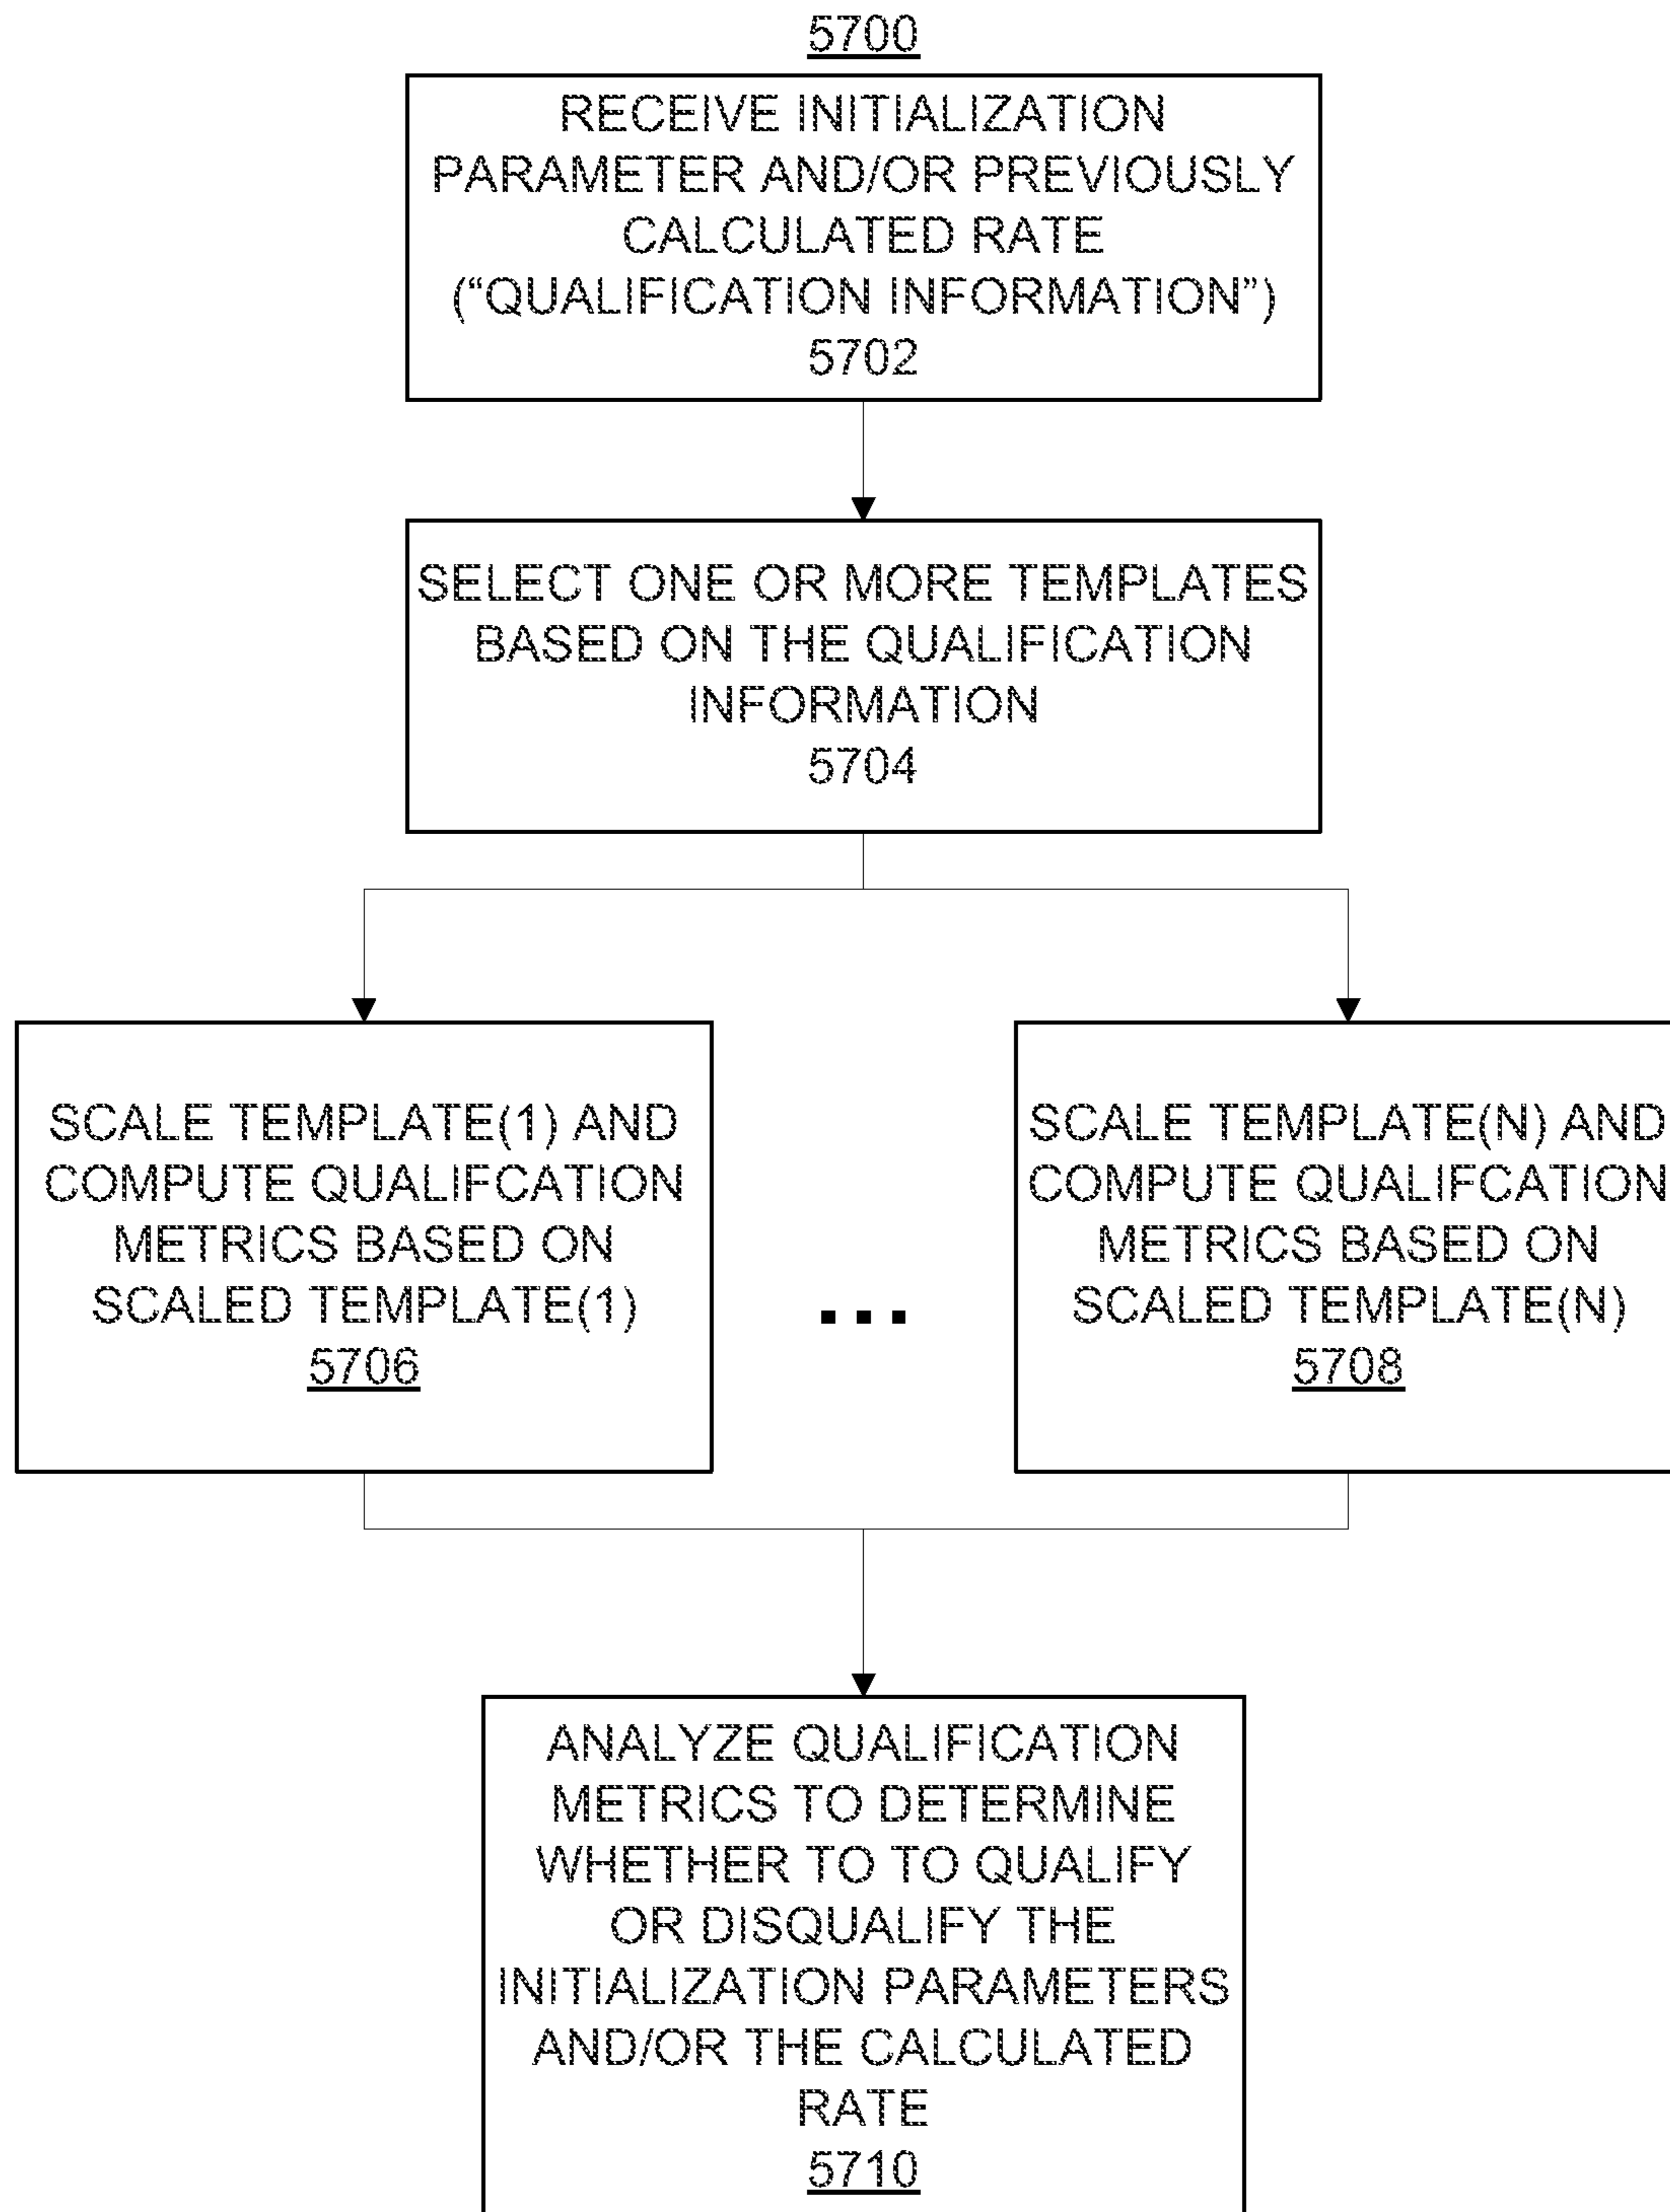 5700
RECEIVE INITIALIZATION
PARAMETER AND/OR PREVIOUSLY
CALCULATED RATE
(“QUALIFICATION INFORMATION”)
5702
SELECT ONE OR MORE TEMPLATES
BASED ON THE QUALIFICATION
INFORMATION
5704
SCALE TEMPLATE(1) AND
COMPUTE QUALIFCATION
METRICS BASED ON
SCALED TEMPLATE(1)
5706
...
SCALE TEMPLATE(N) AND
COMPUTE QUALIFCATION
METRICS BASED ON
SCALED TEMPLATE(N)
5708
ANALYZE QUALIFICATION
METRICS TO DETERMINE
WHETHER TO TO QUALIFY
OR DISQUALIFY THE
INITIALIZATION PARAMETERS
AND/OR THE CALCULATED
RATE
5710